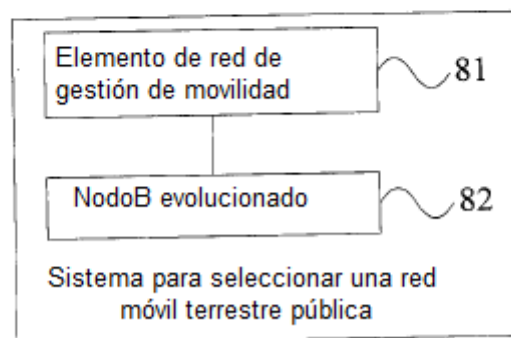 Elemento de red de
gestión de movilidad
81
NodoB evolucionado
82
Sistema para seleccionar una red
móvil terrestre pública